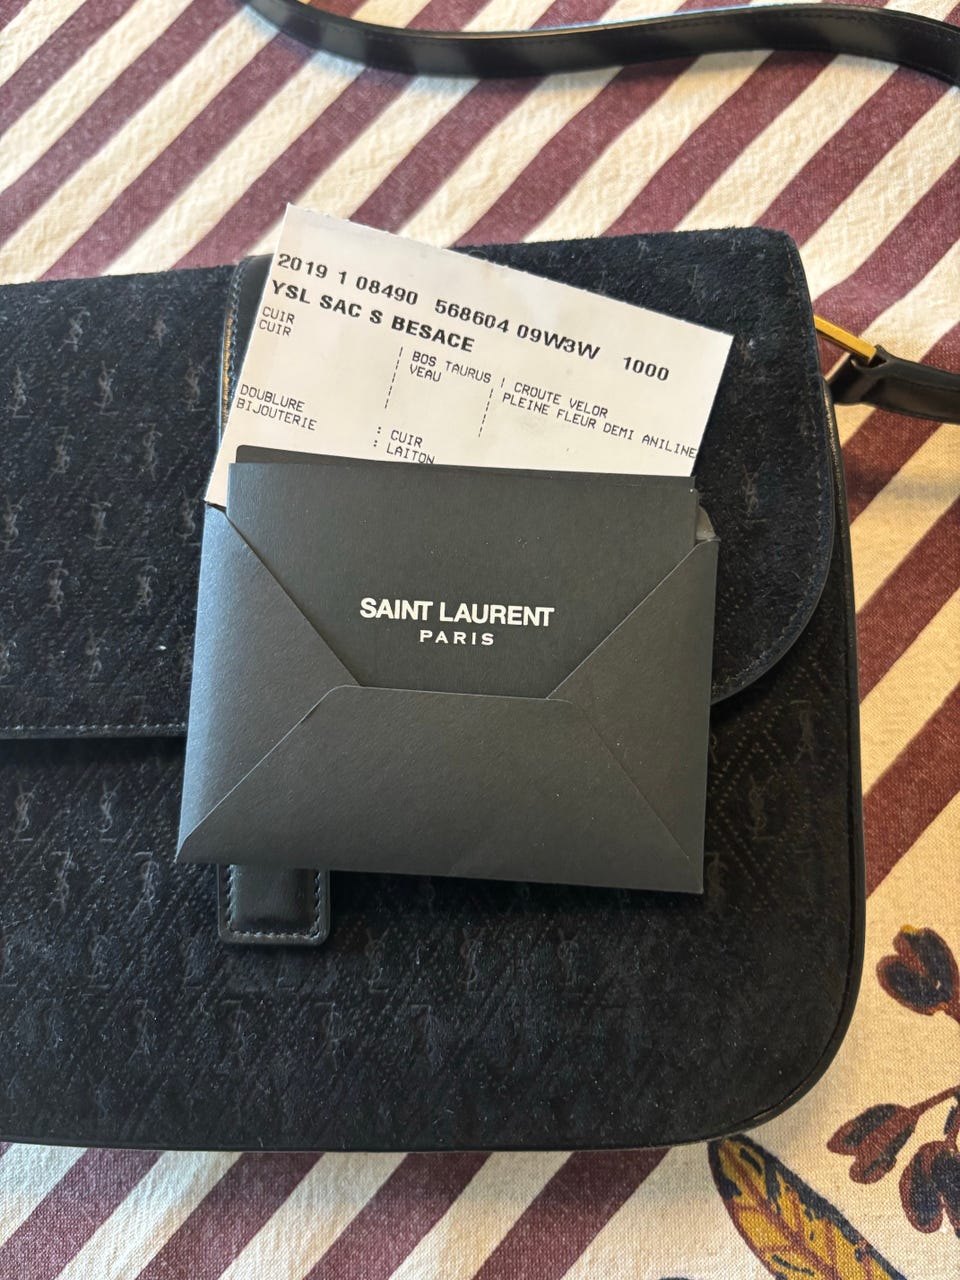 2019 1 08490 568604 09W3W 1000
YSL SAC S BESACE
CUIR BOS TAURUS CROUTE VELOR
CUIR VEAU PLEINE FLEUR DEMI ANILINE
DOUBLURE : CUIR
BIJOUTERIE : LAITON
SAINT LAURENT
PARIS